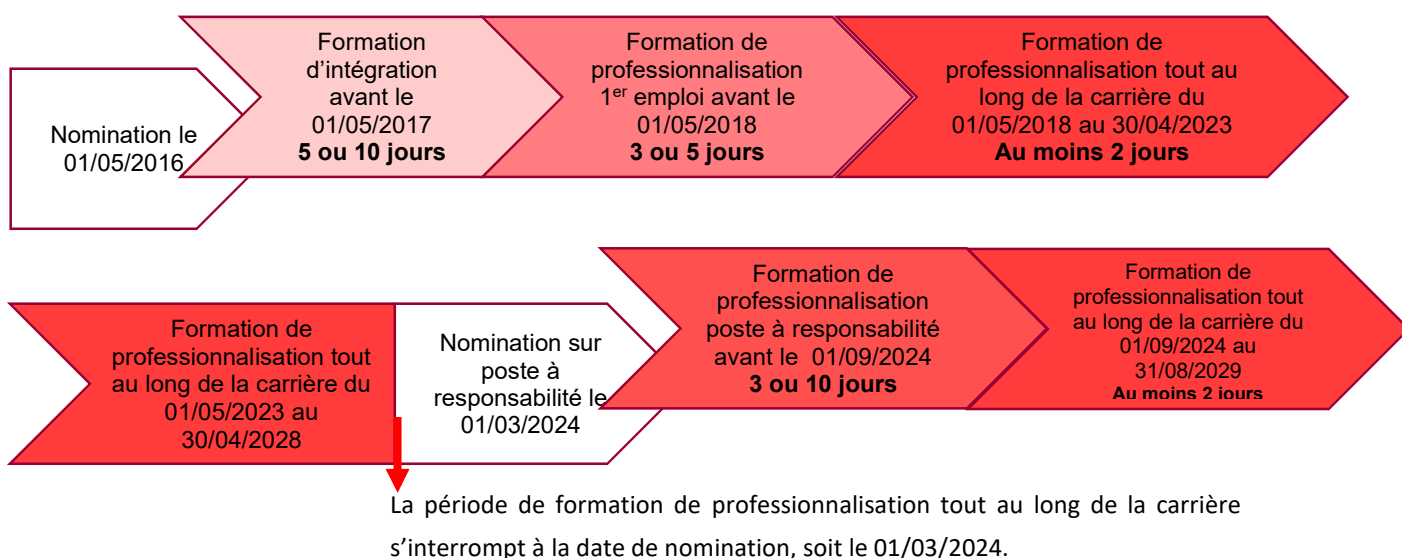 Nomination le
01/05/2016
Formation
d'intégration
avant le
01/05/2017
5 ou 10 jours
Formation de
professionnalisation
1er emploi avant le
01/05/2018
3 ou 5 jours
Formation de
professionnalisation tout au
long de la carrière du
01/05/2018 au 30/04/2023
Au moins 2 jours
Formation de
professionnalisation tout
au long de la carrière du
01/05/2023 au
30/04/2028
Nomination sur
poste à
responsabilité le
01/03/2024
Formation de
professionnalisation
poste à responsabilité
avant le 01/09/2024
3 ou 10 jours
Formation de
professionnalisation tout
au long de la carrière du
01/09/2024 au
31/08/2029
Au moins 2 jours
La période de formation de professionnalisation tout au long de la carrière
s'interrompt à la date de nomination, soit le 01/03/2024.